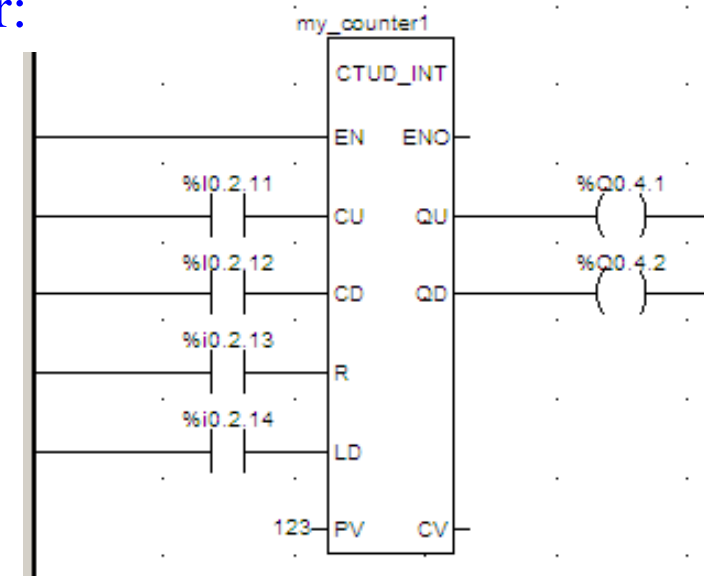 r:
my_counter1
CTUD_INT
EN ENO
%I0.2.11 %Q0.4.1
CU QU
%I0.2.12 %Q0.4.2
CD QD
%i0.2.13
R
%i0.2.14
LD
123 PV CV